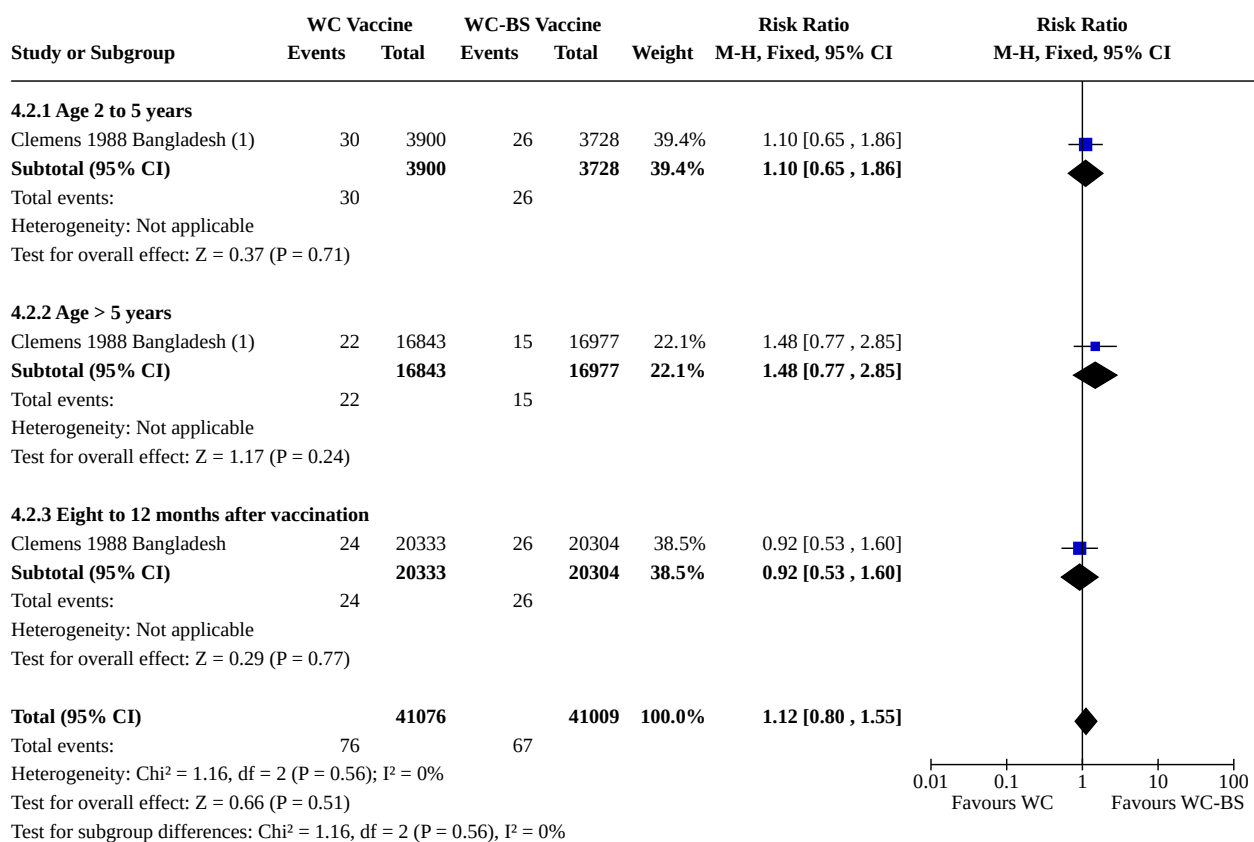 WC Vaccine WC-BS Vaccine Risk Ratio Risk Ratio
Study or Subgroup Events Total Events Total Weight M-H, Fixed, 95% CI M-H, Fixed, 95% CI
4.2.1 Age 2 to 5 years
Clemens 1988 Bangladesh (1) 30 3900 26 3728 39.4% 1.10 [0.65 , 1.86]
Subtotal (95% CI) 3900 3728 39.4% 1.10 [0.65 , 1.86]
Total events: 30 26
Heterogeneity: Not applicable
Test for overall effect: Z = 0.37 (P = 0.71)
4.2.2 Age > 5 years
Clemens 1988 Bangladesh (1) 22 16843 15 16977 22.1% 1.48 [0.77 , 2.85]
Subtotal (95% CI) 16843 16977 22.1% 1.48 [0.77 , 2.85]
Total events: 22 15
Heterogeneity: Not applicable
Test for overall effect: Z = 1.17 (P = 0.24)
4.2.3 Eight to 12 months after vaccination
Clemens 1988 Bangladesh 24 20333 26 20304 38.5% 0.92 [0.53 , 1.60]
Subtotal (95% CI) 20333 20304 38.5% 0.92 [0.53 , 1.60]
Total events: 24 26
Heterogeneity: Not applicable
Test for overall effect: Z = 0.29 (P = 0.77)
Total (95% CI) 41076 41009 100.0% 1.12 [0.80 , 1.55]
Total events: 76 67
Heterogeneity: Chi² = 1.16, df = 2 (P = 0.56); I² = 0%
Test for overall effect: Z = 0.66 (P = 0.51)
Test for subgroup differences: Chi² = 1.16, df = 2 (P = 0.56), I² = 0%
0.01 0.1 1 10 100
Favours WC Favours WC-BS